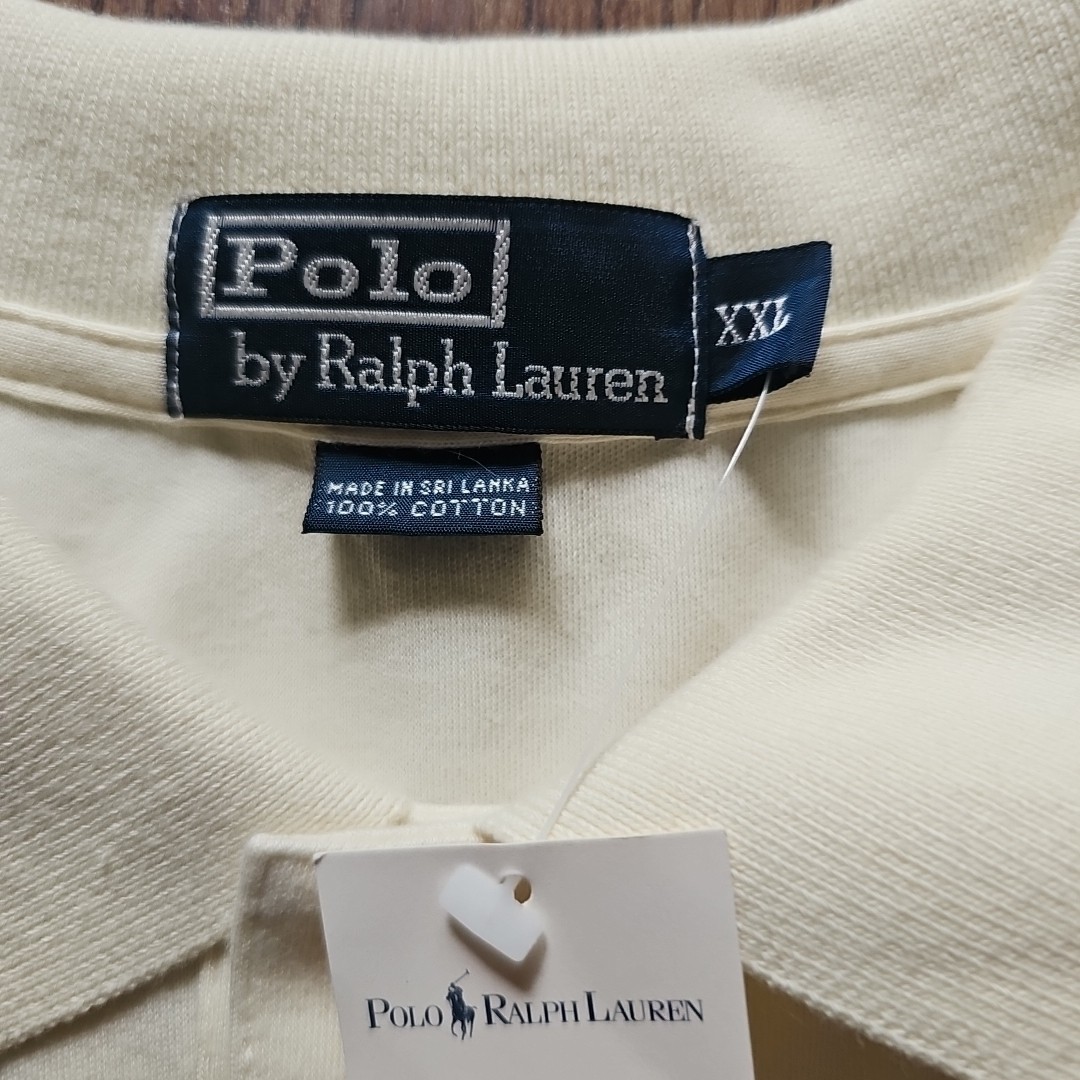 Polo
by Ralph Lauren
XXL
MADE IN SRI LANKA
100% COTTON
POLO RALPH LAUREN